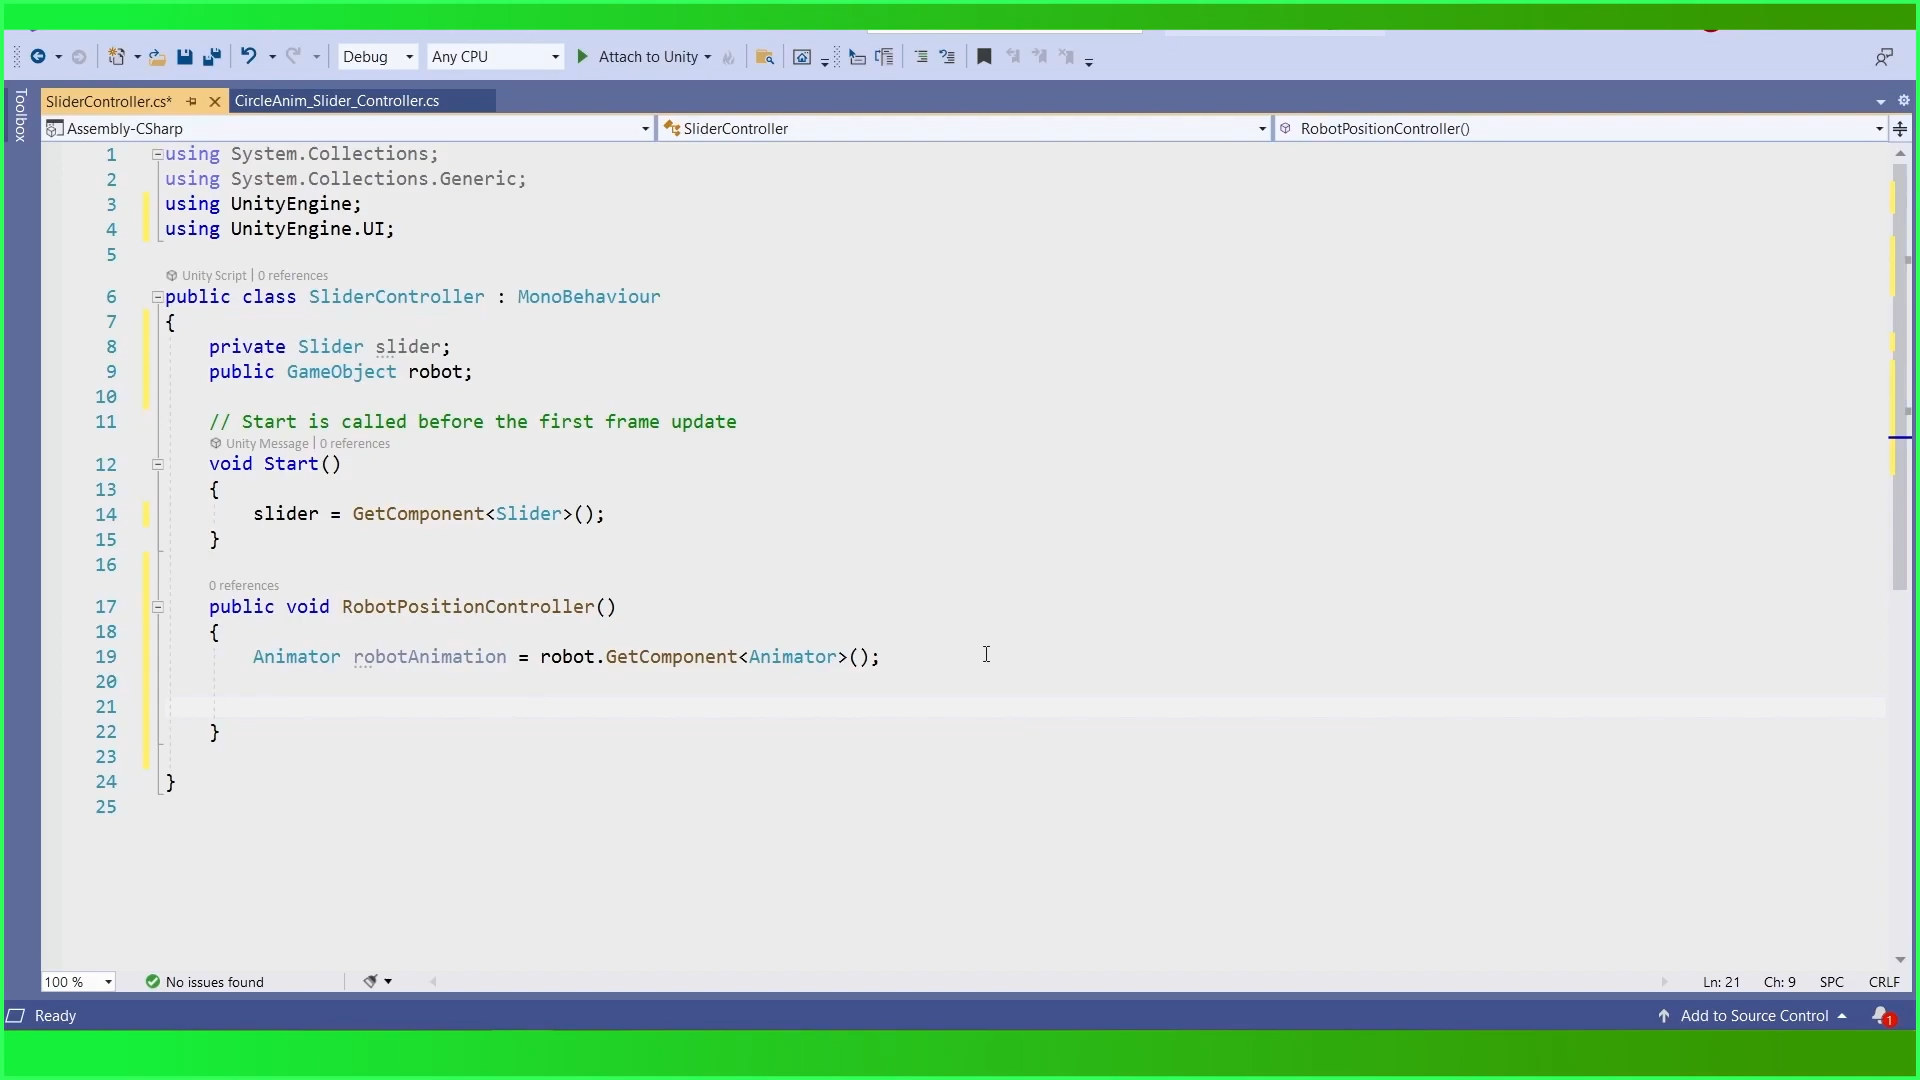 Debug Any CPU Attach to Unity
Toolbox
SliderController.cs* CircleAnim_Slider_Controller.cs
Assembly-CSharp SliderController RobotPositionController()
1 using System.Collections;
2 using System.Collections.Generic;
3 using UnityEngine;
4 using UnityEngine.UI;
5
Unity Script | 0 references
6 public class SliderController : MonoBehaviour
7 {
8 private Slider slider;
9 public GameObject robot;
10
11 // Start is called before the first frame update
Unity Message | 0 references
12 void Start()
13 {
14 slider = GetComponent<Slider>();
15 }
16
0 references
17 public void RobotPositionController()
18 {
19 Animator robotAnimation = robot.GetComponent<Animator>();
20
21
22 }
23
24 }
25
100 % No issues found Ln: 21 Ch: 9 SPC CRLF
Ready Add to Source Control 1